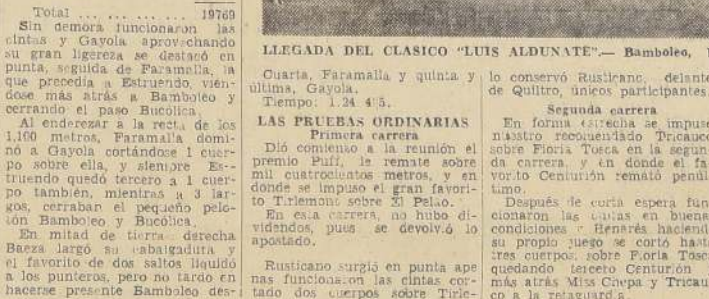 Total ... ... ... ... 19769
Sin demora funcionaron las
cintas y Gayola aprovechando
su gran ligereza se destacó en
punta, seguida de Faramalla, la
que precedía a Estruendo, vién-
dose más atrás a Bamboleo y
cerrando el paso Bucólica.
Al enderezar a la recta de los
1,100 metros, Faramalla domi-
nó a Gayola cortándose 1 cuer-
po sobre ella, y siempre Es-
truendo quedó tercero a 1 cuer-
po también, mientras a 3 lar-
gos, cerraban el pequeño pelo-
tón Bamboleo y Bucólica.
En mitad de tierra derecha
Baeza largó su cabalgadura y
el favorito de dos saltos liquidó
a los punteros, pero no tardó en
hacerse presente Bamboleo des-
LLEGADA DEL CLASICO "LUIS ALDUNATE".— Bamboleo,
Cuarta, Faramalla y quinta y
última, Gayola.
Tiempo: 1.24 4|5.
LAS PRUEBAS ORDINARIAS
Primera carrera
Dió comienzo a la reunión el
premio Puff, le remate sobre
mil cuatrocientos metros, y en
donde se impuso el gran favori-
to Tirlemont sobre El Pelao.
En esta carrera, no hubo di-
videndos, pues se devolvió lo
apostado.
Rusticano surgió en punta ape
nas funcionaron las cintas cor-
tado dos cuerpos sobre Tirle-
lo conservó Rusticano, delante
de Quiltro, únicos participantes
Segunda carrera
En forma estrecha se impuso
nuestro recomendado Tricauco
sobre Floria Tosca en la segun-
da carrera, y en donde el fa-
vorito Centurión remató penúl-
timo.
Después de corta espera fun-
cionaron las cintas en buenas
condiciones y Henarés haciendo
su propio juego se cortó hasta
tres cuerpos, sobre Floria Tosca
quedando tercero Centurión
más atrás Miss Chepa y Tricau-
co a la retaguardia